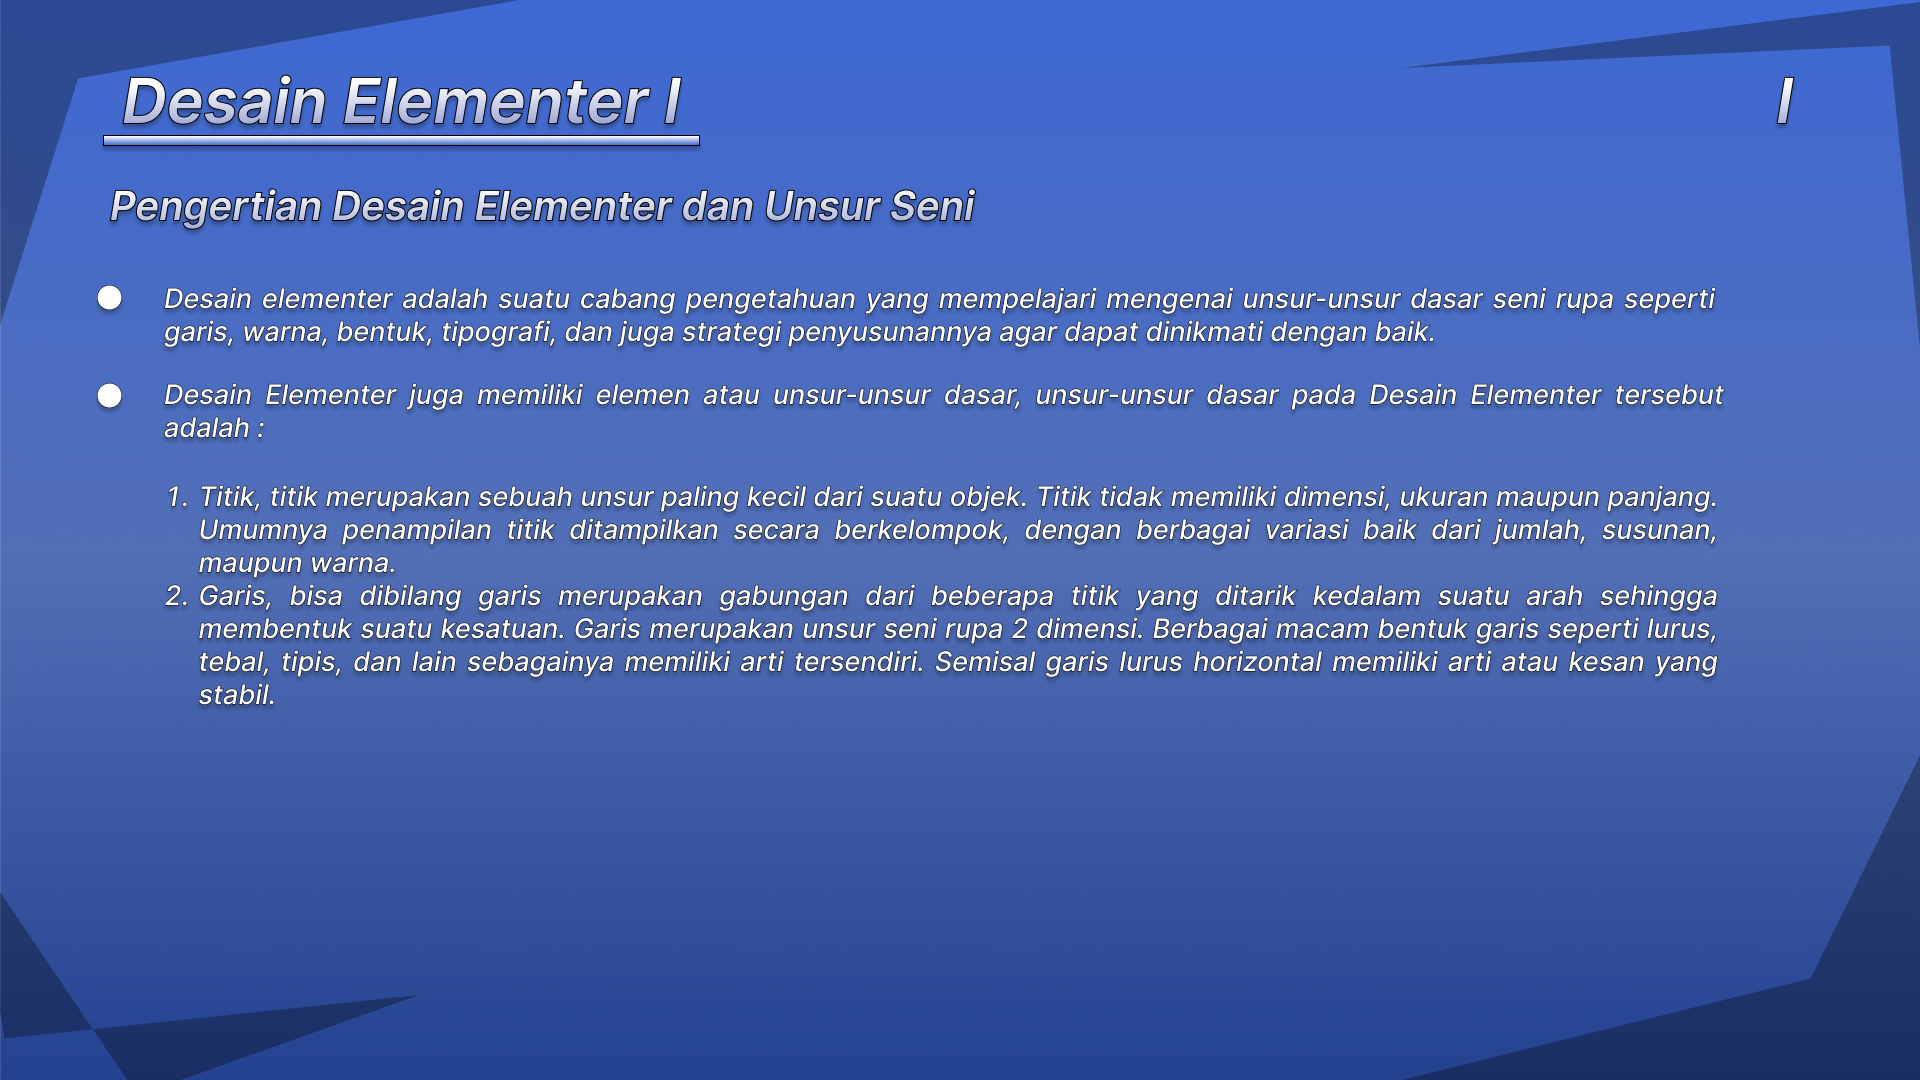 Desain Elementer I
I
Pengertian Desain Elementer dan Unsur Seni
● Desain elementer adalah suatu cabang pengetahuan yang mempelajari mengenai unsur-unsur dasar seni rupa seperti
garis, warna, bentuk, tipografi, dan juga strategi penyusunannya agar dapat dinikmati dengan baik.
● Desain Elementer juga memiliki elemen atau unsur-unsur dasar, unsur-unsur dasar pada Desain Elementer tersebut
adalah :
1. Titik, titik merupakan sebuah unsur paling kecil dari suatu objek. Titik tidak memiliki dimensi, ukuran maupun panjang.
Umumnya penampilan titik ditampilkan secara berkelompok, dengan berbagai variasi baik dari jumlah, susunan,
maupun warna.
2. Garis, bisa dibilang garis merupakan gabungan dari beberapa titik yang ditarik kedalam suatu arah sehingga
membentuk suatu kesatuan. Garis merupakan unsur seni rupa 2 dimensi. Berbagai macam bentuk garis seperti lurus,
tebal, tipis, dan lain sebagainya memiliki arti tersendiri. Semisal garis lurus horizontal memiliki arti atau kesan yang
stabil.